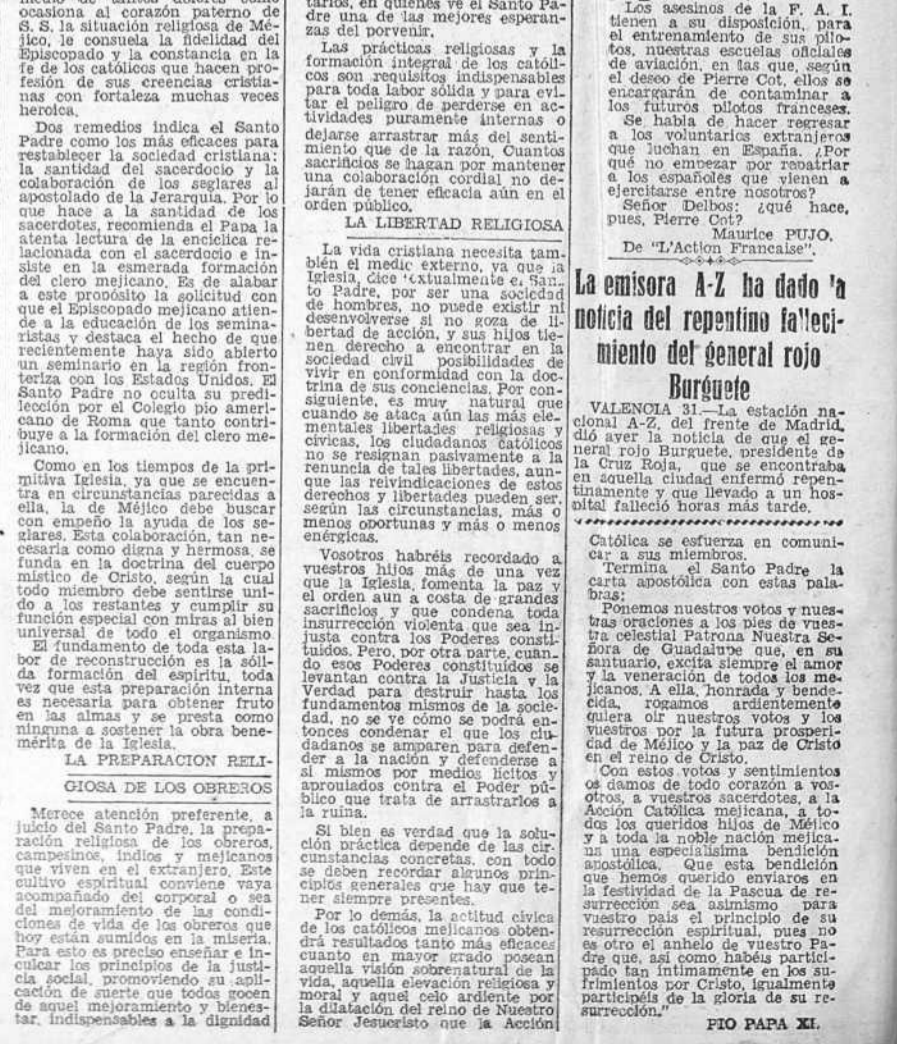 medio de tantos dolores como
ocasiona al corazón paterno de
S. S. la situación religiosa de Mé-
jico, le consuela la fidelidad del
Episcopado y la constancia en la
fe de los católicos que hacen pro-
fesión de sus creencias cristia-
nas con fortaleza muchas veces
heroica.
Dos remedios indica el Santo
Padre como los más eficaces para
restablecer la sociedad cristiana:
la santidad del sacerdocio y la
colaboración de los seglares al
apostolado de la Jerarquía. Por lo
que hace a la santidad de los
sacerdotes, recomienda el Papa la
atenta lectura de la encíclica re-
lacionada con el sacerdocio e in-
siste en la esmerada formación
del clero mejicano. Es de alabar
a este propósito la solicitud con
que el Episcopado mejicano atien-
de a la educación de los semina-
ristas y destaca el hecho de que
recientemente haya sido abierto
un seminario en la región fron-
teriza con los Estados Unidos. El
Santo Padre no oculta su predi-
lección por el Colegio pio ameri-
cano de Roma que tanto contri-
buye a la formación del clero me-
jicano.
Como en los tiempos de la pri-
mitiva Iglesia, ya que se encuen-
tra en circunstancias parecidas a
ella, la de Méjico debe buscar
con empeño la ayuda de los se-
glares. Esta colaboración, tan ne-
cesaria como digna y hermosa, se
funda en la doctrina del cuerpo
místico de Cristo, según la cual
todo miembro debe sentirse uni-
do a los restantes y cumplir su
función especial con miras al bien
universal de todo el organismo.
El fundamento de toda esta la-
bor de reconstrucción es la sóli-
da formación del espíritu, toda
vez que esta preparación interna
es necesaria para obtener fruto
en las almas y se presta como
ninguna a sostener la obra bene-
mérita de la Iglesia.
LA PREPARACION RELI-
GIOSA DE LOS OBREROS
Merece atención preferente, a
juicio del Santo Padre, la prepa-
ración religiosa de los obreros,
campesinos, indios y mejicanos
que viven en el extranjero. Este
cultivo espiritual conviene vaya
acompañado del corporal o sea
del mejoramiento de las condi-
ciones de vida de los obreros que
hoy están sumidos en la miseria.
Para esto es preciso enseñar e in-
culcar los principios de la justi-
cia social, promoviendo su apli-
cación de suerte que todos gocen
de aquel mejoramiento y bienes-
tar, indispensables a la dignidad
tarios, en quienes ve el Santo Pa-
dre una de las mejores esperan-
zas del porvenir.
Las prácticas religiosas y la
formación integral de los católi-
cos son requisitos indispensables
para toda labor sólida y para evi-
tar el peligro de perderse en ac-
tividades puramente internas o
dejarse arrastrar más del senti-
miento que de la razón. Cuantos
sacrificios se hagan por mantener
una colaboración cordial no de-
jarán de tener eficacia aún en el
orden público.
LA LIBERTAD RELIGIOSA
La vida cristiana necesita tam-
bién el medic externo, ya que la
Iglesia, dice textualmente el San-
to Padre, por ser una sociedad
de hombres, no puede existir ni
desenvolverse si no goza de li-
bertad de acción, y sus hijos tie-
nen derecho a encontrar en la
sociedad civil posibilidades de
vivir en conformidad con la doc-
trina de sus conciencias. Por con-
siguiente, es muy natural que
cuando se ataca aún las más ele-
mentales libertades religiosas y
cívicas, los ciudadanos católicos
no se resignan pasivamente a la
renuncia de tales libertades, aun-
que las reivindicaciones de estos
derechos y libertades pueden ser,
según las circunstancias, más o
menos oportunas y más o menos
enérgicas.
Vosotros habréis recordado a
vuestros hijos más de una vez
que la Iglesia, fomenta la paz y
el orden aun a costa de grandes
sacrificios y que condena toda
insurrección violenta que sea in-
justa contra los Poderes consti-
tuidos. Pero, por otra parte, cuan-
do esos Poderes constituidos se
levantan contra la Justicia y la
Verdad para destruir hasta los
fundamentos mismos de la socie-
dad, no se ve cómo se podrá en-
tonces condenar el que los ciu-
dadanos se amparen para defen-
der a la nación y defenderse a
sí mismos por medios lícitos y
apropiados contra el Poder pú-
blico que trata de arrastrarlos a
la ruina.
Si bien es verdad que la solu-
ción práctica depende de las cir-
cunstancias concretas, con todo
se deben recordar algunos prin-
cipios generales que hay que te-
ner siempre presentes.
Por lo demás, la actitud cívica
de los católicos mejicanos obten-
drá resultados tanto más eficaces
cuanto en mayor grado posean
aquella visión sobrenatural de la
vida, aquella elevación religiosa y
moral y aquel celo ardiente por
la dilatación del reino de Nuestro
Señor Jesucristo que la Acción
Los asesinos de la F. A. I.
tienen a su disposición, para
el entrenamiento de sus pilo-
tos, nuestras escuelas oficiales
de aviación, en las que, según
el deseo de Pierre Cot, ellos se
encargarán de contaminar a
los futuros pilotos franceses.
Se habla de hacer regresar
a los voluntarios extranjeros
que luchan en España. ¿Por
qué no empezar por repatriar
a los españoles que vienen a
ejercitarse entre nosotros?
Señor Delbos: ¿qué hace,
pues, Pierre Cot?
Maurice PUJO.
De "L'Action Francaise".
La emisora A-Z ha dado la
noticia del repentino falleci-
miento del general rojo
Burguete
VALENCIA 31.—La estación na-
cional A-Z, del frente de Madrid,
dió ayer la noticia de que el ge-
neral rojo Burguete, presidente de
la Cruz Roja, que se encontraba
en aquella ciudad enfermó repen-
tinamente y que llevado a un hos-
pital falleció horas más tarde.
Católica se esfuerza en comuni-
car a sus miembros.
Termina el Santo Padre la
carta apostólica con estas pala-
bras:
Ponemos nuestros votos y nues-
tras oraciones a los pies de vues-
tra celestial Patrona Nuestra Se-
ñora de Guadalupe que, en su
santuario, excita siempre el amor
y la veneración de todos los me-
jicanos. A ella, honrada y bende-
cida, rogamos ardientemente
quiera oir nuestros votos y los
vuestros por la futura prosperi-
dad de Méjico y la paz de Cristo
en el reino de Cristo.
Con estos votos y sentimientos
os damos de todo corazón a vos-
otros, a vuestros sacerdotes, a la
Acción Católica mejicana, a to-
dos los queridos hijos de Méjico
y a toda la noble nación mejica-
na una especialísima bendición
apostólica. Que esta bendición
que hemos querido enviaros en
la festividad de la Pascua de re-
surrección sea asimismo para
vuestro país el principio de su
resurrección espiritual, pues no
es otro el anhelo de vuestro Pa-
dre que, así como habéis partici-
pado tan íntimamente en los su-
frimientos por Cristo, igualmente
participéis de la gloria de su re-
surrección."
PIO PAPA XI.